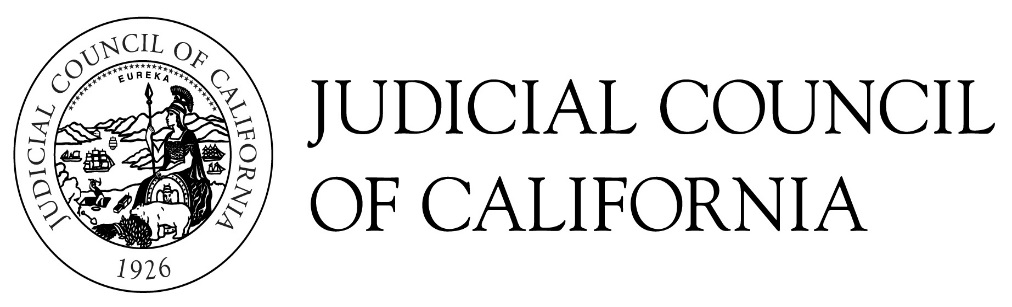 JUDICIAL COUNCIL OF CALIFORNIA
EUREKA
1926
JUDICIAL COUNCIL
OF CALIFORNIA